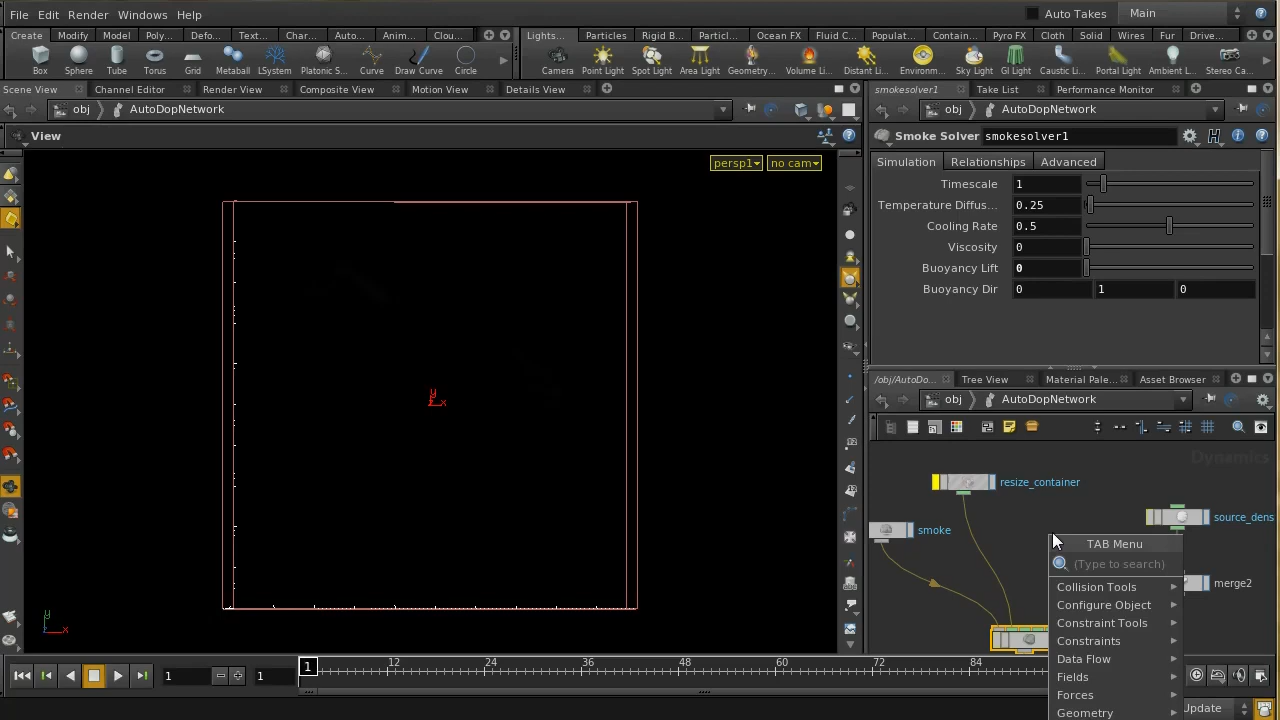 File Edit Render Windows Help Auto Takes Main
Create Modify Model Poly... Defo... Text... Char... Auto... Anim... Clou... Lights... Particles Rigid B... Particl... Ocean FX Fluid C... Populat... Contain... Pyro FX Cloth Solid Wires Fur Drive...
Box Sphere Tube Torus Grid Metaball LSystem Platonic S... Curve Draw Curve Circle Camera Point Light Spot Light Area Light Geometry... Volume Li... Distant Li... Environm... Sky Light GI Light Caustic Li... Portal Light Ambient L... Stereo Ca...
Scene View Channel Editor Render View Composite View Motion View Details View smokesolver1 Take List Performance Monitor
obj AutoDopNetwork obj AutoDopNetwork
View Smoke Solver smokesolver1
persp1 no cam Simulation Relationships Advanced
Timescale 1
Temperature Diffus... 0.25
Cooling Rate 0.5
Viscosity 0
Buoyancy Lift 0
Buoyancy Dir 0 1 0
/obj/AutoDo... Tree View Material Pale... Asset Browser
obj AutoDopNetwork
Dynamics
resize_container
source_dens
smoke
TAB Menu
(Type to search)
merge2
Collision Tools
Configure Object
Constraint Tools
Constraints
Data Flow
Fields
Forces
Geometry
y x
y x
1 1 1 12 24 36 48 60 72 84
Update